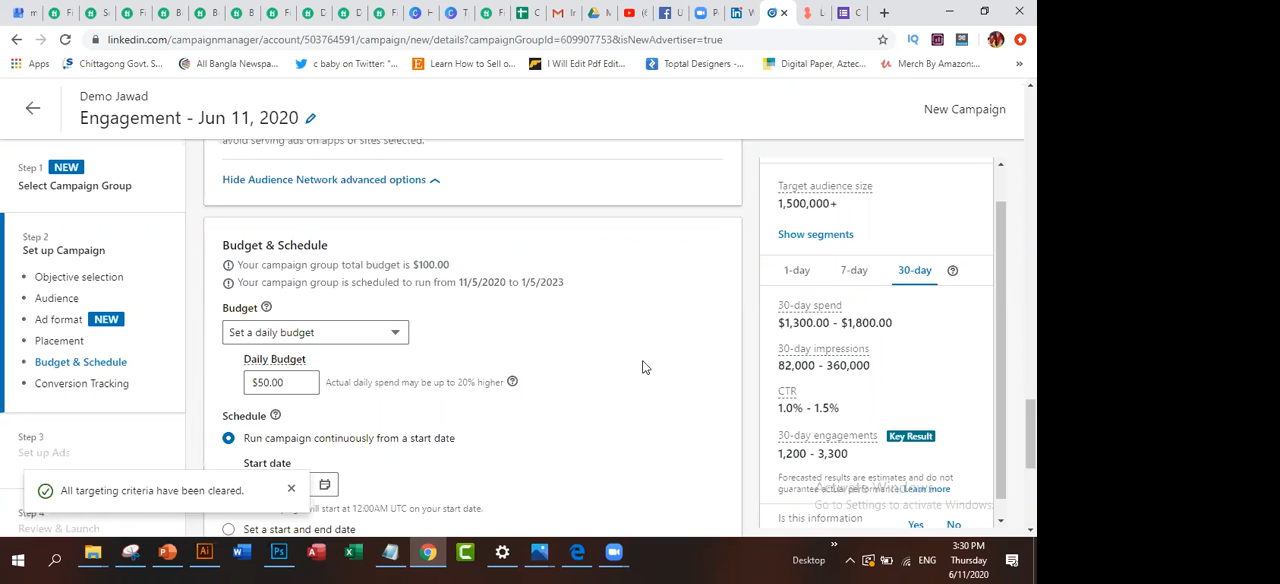 linkedin.com/campaignmanager/account/503764591/campaign/new/details?campaignGroupId=609907753&isNewAdvertiser=true
IQ
Apps
Chittagong Govt. S...
All Bangla Newspa...
c baby on Twitter: "...
Learn How to Sell o...
I Will Edit Pdf Edit...
Toptal Designers -...
Digital Paper, Aztec...
Merch By Amazon:...
»
Demo Jawad
Engagement - Jun 11, 2020
New Campaign
Step 1 NEW
Select Campaign Group
Step 2
Set up Campaign
• Objective selection
• Audience
• Ad format NEW
• Placement
• Budget & Schedule
• Conversion Tracking
Step 3
Set up Ads
Step 4
Review & Launch
All targeting criteria have been cleared.
avoid serving ads on apps or sites selected.
Hide Audience Network advanced options
Budget & Schedule
Your campaign group total budget is $100.00
Your campaign group is scheduled to run from 11/5/2020 to 1/5/2023
Budget
Set a daily budget
Daily Budget
$50.00 Actual daily spend may be up to 20% higher
Schedule
Run campaign continuously from a start date
Start date
will start at 12:00AM UTC on your start date.
Set a start and end date
Target audience size
1,500,000+
Show segments
1-day 7-day 30-day
30-day spend
$1,300.00 - $1,800.00
30-day impressions
82,000 - 360,000
CTR
1.0% - 1.5%
30-day engagements Key Result
1,200 - 3,300
Forecasted results are estimates and do not
guarantee actual performance. Learn more
Activate Windows
Go to Settings to activate Windows.
Is this information
Yes No
Desktop
»
ENG
3:30 PM
Thursday
6/11/2020